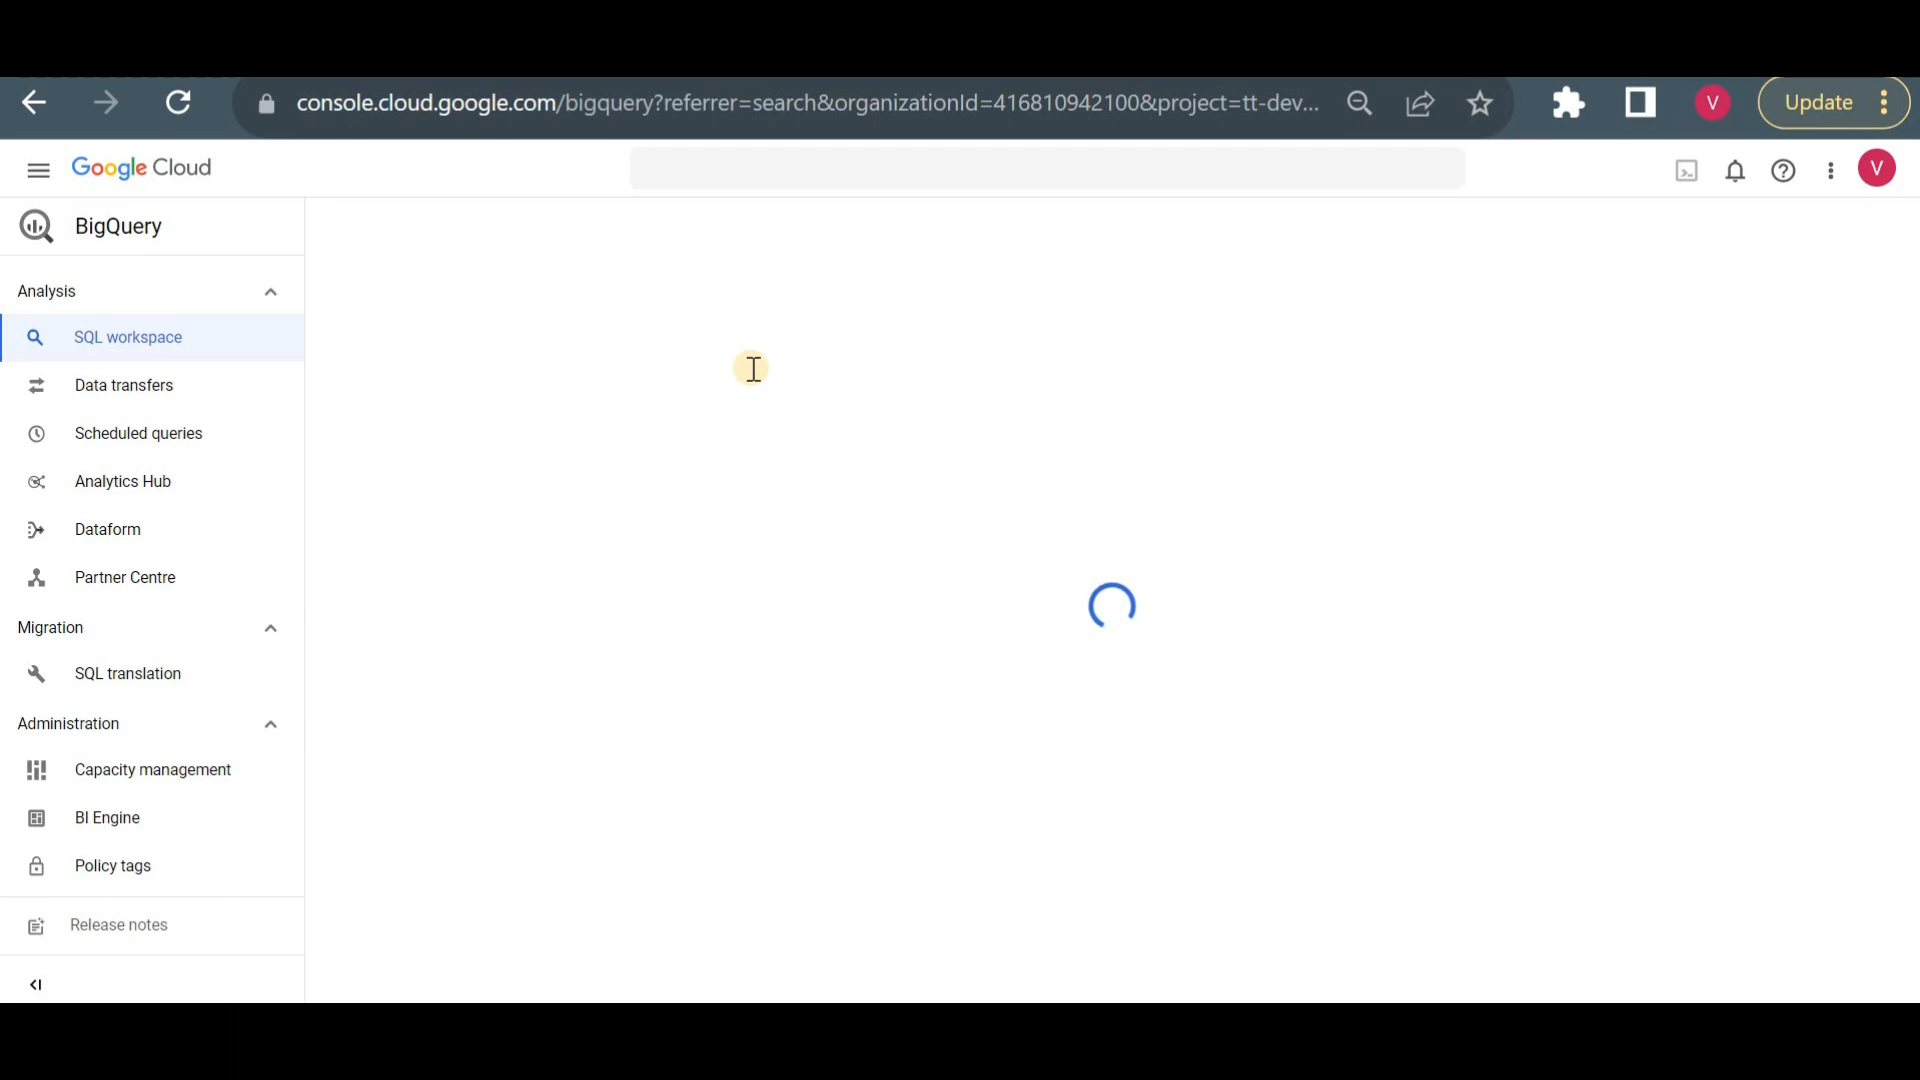 console.cloud.google.com/bigquery?referrer=search&organizationId=416810942100&project=tt-dev...
V
Update
Google Cloud
V
BigQuery
Analysis
SQL workspace
Data transfers
Scheduled queries
Analytics Hub
Dataform
Partner Centre
Migration
SQL translation
Administration
Capacity management
BI Engine
Policy tags
Release notes